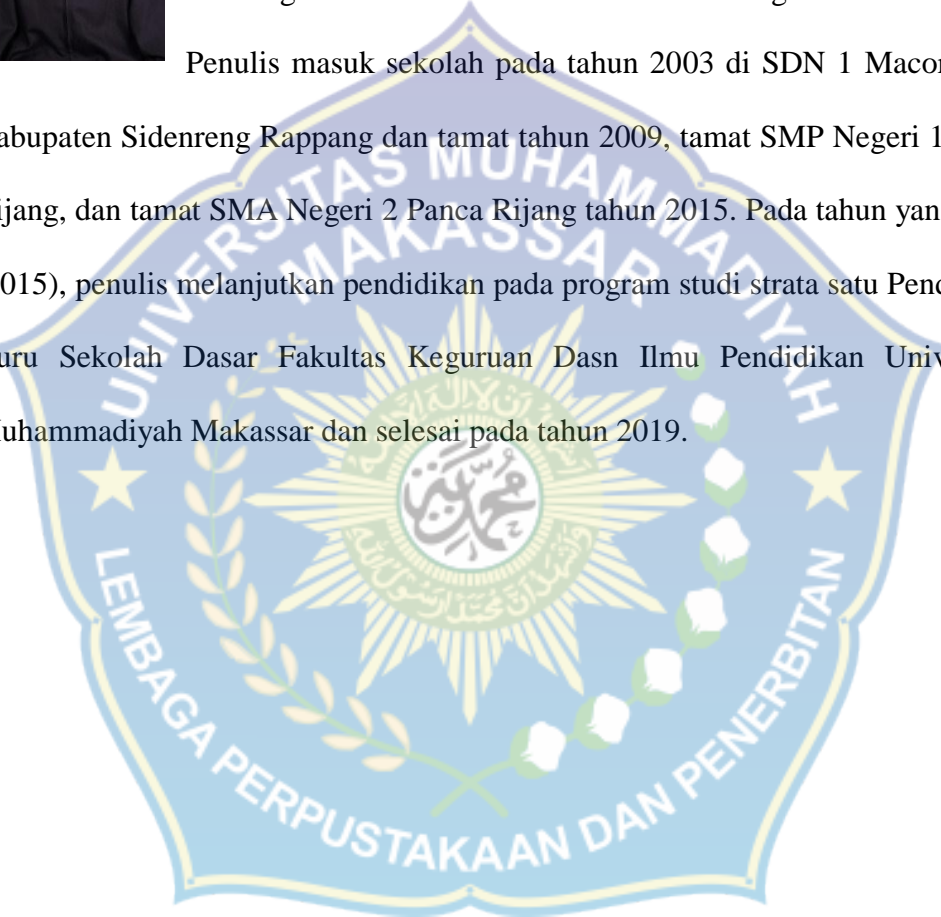 Penulis masuk sekolah pada tahun 2003 di SDN 1 Macor
abupaten Sidenreng Rappang dan tamat tahun 2009, tamat SMP Negeri 1
ijang, dan tamat SMA Negeri 2 Panca Rijang tahun 2015. Pada tahun yan
015), penulis melanjutkan pendidikan pada program studi strata satu Pend
uru Sekolah Dasar Fakultas Keguruan Dasn Ilmu Pendidikan Univ
uhammadiyah Makassar dan selesai pada tahun 2019.
UNIVERSITAS MUHAMMADIYAH
MAKASSAR
LEMBAGA PERPUSTAKAAN DAN PENERBITAN